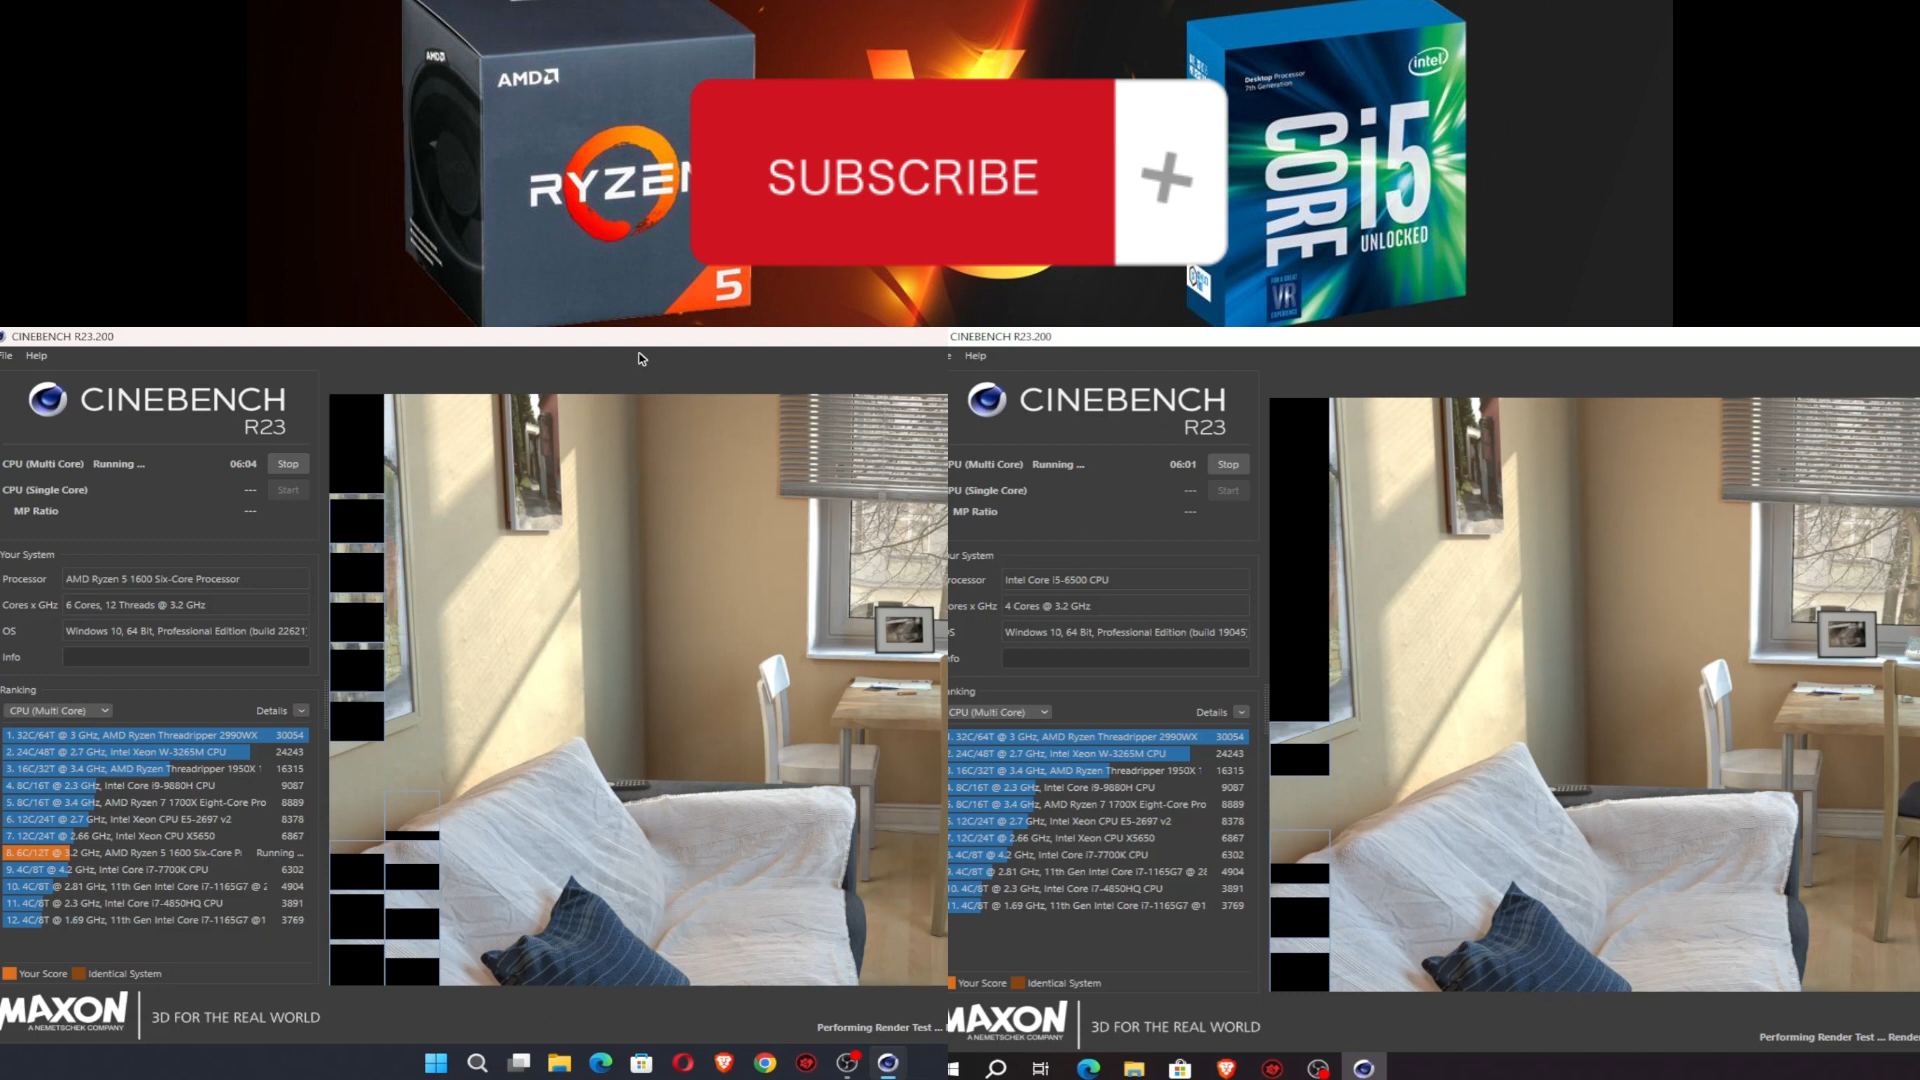 AMD
AMD
RYZEN
5
SUBSCRIBE
Desktop Processor
7th Generation
intel
CORE i5
UNLOCKED
FOR A GREAT
VR
EXPERIENCE
CINEBENCH R23.200
File Help
CINEBENCH
R23
CPU (Multi Core) Running ... 06:04 Stop
CPU (Single Core) --- Start
MP Ratio ---
Your System
Processor AMD Ryzen 5 1600 Six-Core Processor
Cores x GHz 6 Cores, 12 Threads @ 3.2 GHz
OS Windows 10, 64 Bit, Professional Edition (build 22621)
Info
Ranking
CPU (Multi Core) Details
1. 32C/64T @ 3 GHz, AMD Ryzen Threadripper 2990WX 30054
2. 24C/48T @ 2.7 GHz, Intel Xeon W-3265M CPU 24243
3. 16C/32T @ 3.4 GHz, AMD Ryzen Threadripper 1950X 1 16315
4. 8C/16T @ 2.3 GHz, Intel Core i9-9880H CPU 9087
5. 8C/16T @ 3.4 GHz, AMD Ryzen 7 1700X Eight-Core Pro 8889
6. 12C/24T @ 2.7 GHz, Intel Xeon CPU E5-2697 v2 8378
7. 12C/24T @ 2.66 GHz, Intel Xeon CPU X5650 6867
8. 6C/12T @ 3.2 GHz, AMD Ryzen 5 1600 Six-Core Pr Running ...
9. 4C/8T @ 4.2 GHz, Intel Core i7-7700K CPU 6302
10. 4C/8T @ 2.81 GHz, 11th Gen Intel Core i7-1165G7 @ 2 4904
11. 4C/8T @ 2.3 GHz, Intel Core i7-4850HQ CPU 3891
12. 4C/8T @ 1.69 GHz, 11th Gen Intel Core i7-1165G7 @1 3769
Your Score Identical System
MAXON
A NEMETSCHEK COMPANY
3D FOR THE REAL WORLD
Performing Render Test ...
CINEBENCH R23.200
e Help
CINEBENCH
R23
PU (Multi Core) Running ... 06:01 Stop
PU (Single Core) --- Start
MP Ratio ---
ur System
rocessor Intel Core i5-6500 CPU
ores x GHz 4 Cores @ 3.2 GHz
S Windows 10, 64 Bit, Professional Edition (build 19045)
fo
nking
CPU (Multi Core) Details
1. 32C/64T @ 3 GHz, AMD Ryzen Threadripper 2990WX 30054
2. 24C/48T @ 2.7 GHz, Intel Xeon W-3265M CPU 24243
3. 16C/32T @ 3.4 GHz, AMD Ryzen Threadripper 1950X 1 16315
4. 8C/16T @ 2.3 GHz, Intel Core i9-9880H CPU 9087
5. 8C/16T @ 3.4 GHz, AMD Ryzen 7 1700X Eight-Core Pro 8889
6. 12C/24T @ 2.7 GHz, Intel Xeon CPU E5-2697 v2 8378
7. 12C/24T @ 2.66 GHz, Intel Xeon CPU X5650 6867
8. 4C/8T @ 4.2 GHz, Intel Core i7-7700K CPU 6302
9. 4C/8T @ 2.81 GHz, 11th Gen Intel Core i7-1165G7 @ 28 4904
10. 4C/8T @ 2.3 GHz, Intel Core i7-4850HQ CPU 3891
11. 4C/8T @ 1.69 GHz, 11th Gen Intel Core i7-1165G7 @1 3769
Your Score Identical System
MAXON
A NEMETSCHEK COMPANY
3D FOR THE REAL WORLD
Performing Render Test ... Render